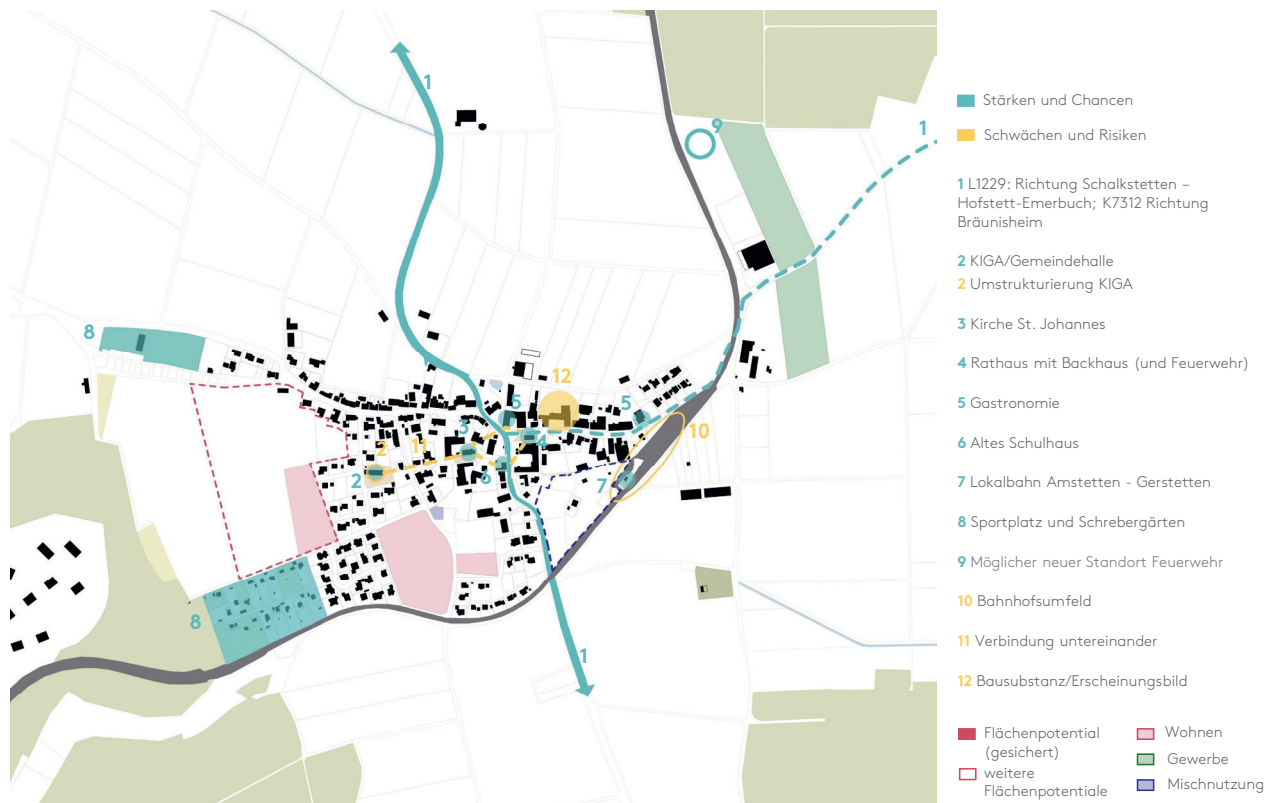 1
9
1
8
12
5
5
3
4
10
2
11
2
6
7
8
1
Stärken und Chancen
Schwächen und Risiken
1 L1229: Richtung Schalkstetten –
Hofstett-Emerbuch; K7312 Richtung
Bräunisheim
2 KIGA/Gemeindehalle
2 Umstrukturierung KIGA
3 Kirche St. Johannes
4 Rathaus mit Backhaus (und Feuerwehr)
5 Gastronomie
6 Altes Schulhaus
7 Lokalbahn Amstetten - Gerstetten
8 Sportplatz und Schrebergärten
9 Möglicher neuer Standort Feuerwehr
10 Bahnhofsumfeld
11 Verbindung untereinander
12 Bausubstanz/Erscheinungsbild
Flächenpotential
(gesichert)
weitere
Flächenpotentiale
Wohnen
Gewerbe
Mischnutzung